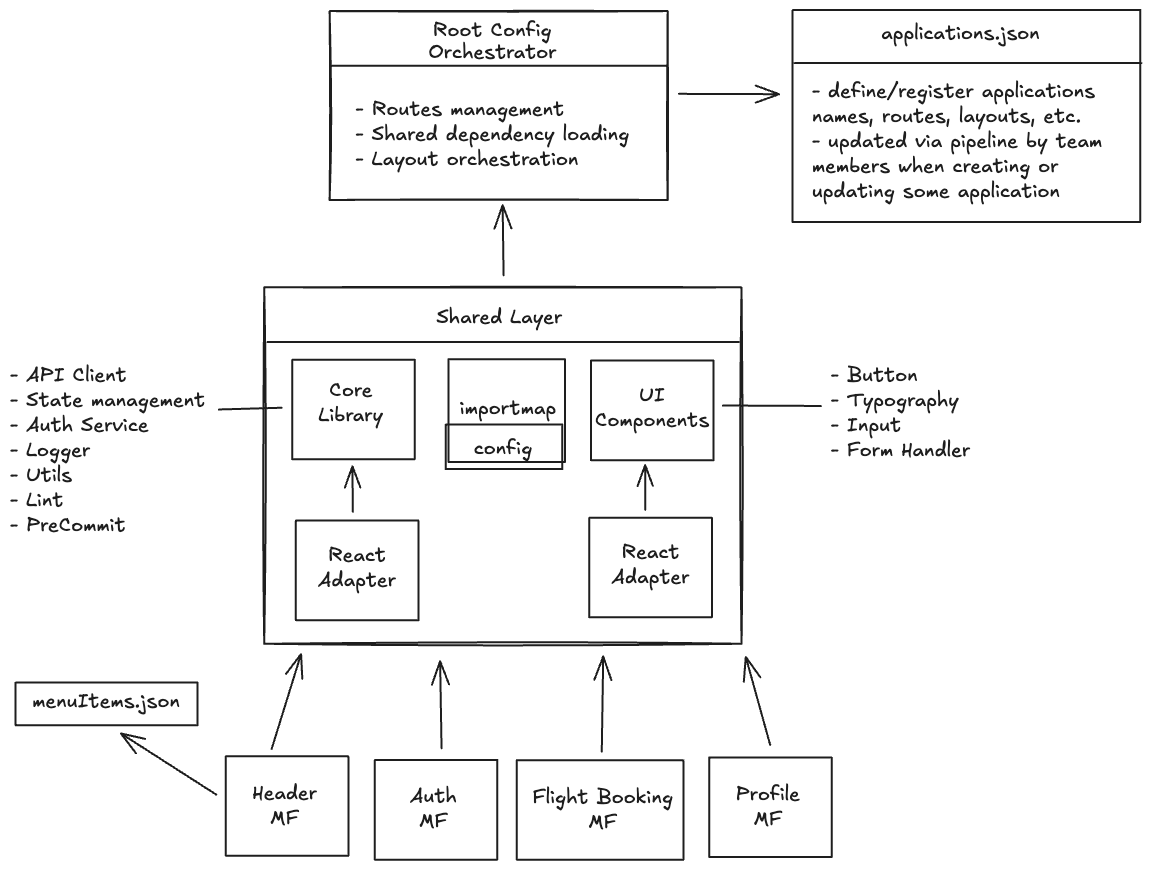 Root Config
Orchestrator
- Routes management
- Shared dependency loading
- Layout orchestration
applications.json
- define/register applications
names, routes, layouts, etc.
- updated via pipeline by team
members when creating or
updating some application
Shared Layer
- API Client
- State management
- Auth Service
- Logger
- Utils
- Lint
- PreCommit
Core
Library
importmap
config
UI
Components
- Button
- Typography
- Input
- Form Handler
React
Adapter
React
Adapter
menuItems.json
Header
MF
Auth
MF
Flight Booking
MF
Profile
MF